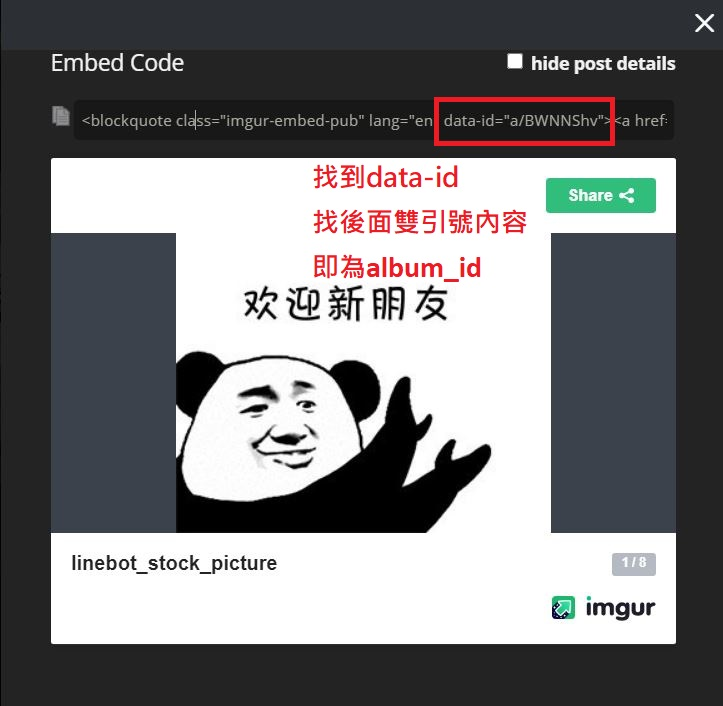 Embed Code
hide post details
<blockquote class="imgur-embed-pub" lang="en data-id="a/BWNNShv"><a href=
找到data-id
Share
找後面雙引號內容
即為album_id
欢迎新朋友
linebot_stock_picture
1 / 8
imgur